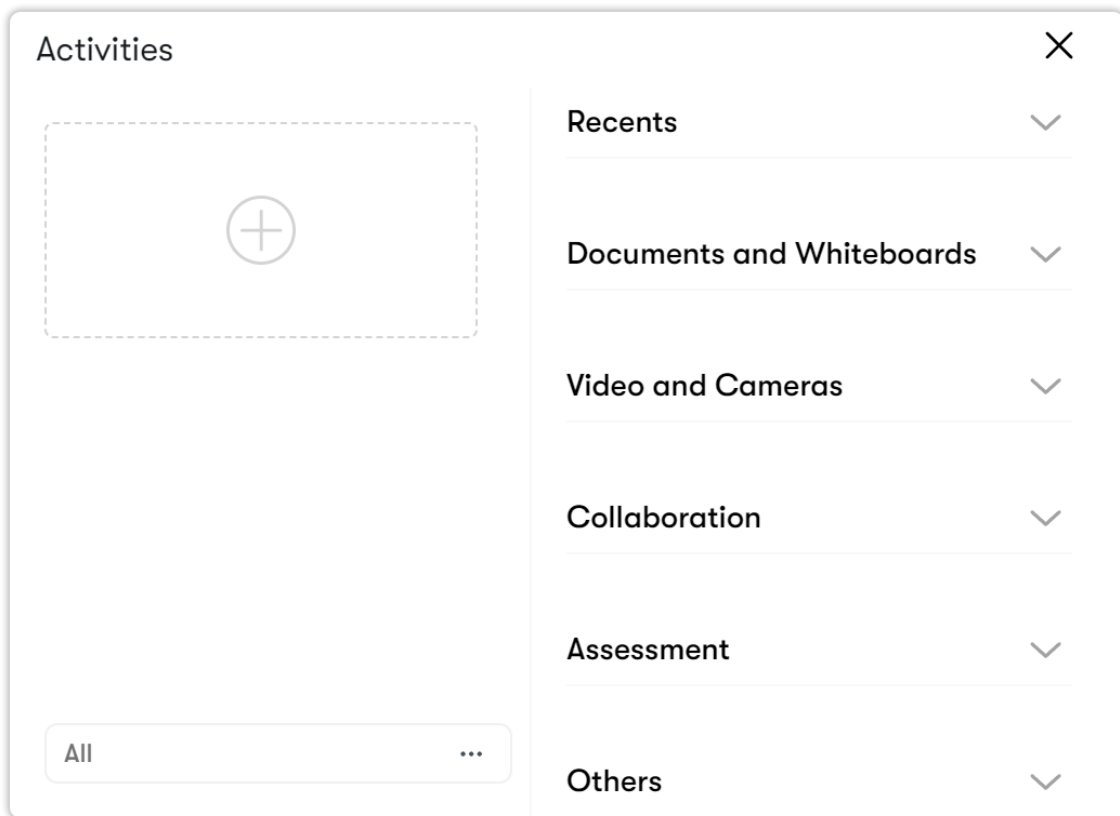 Activities
Recents
Documents and Whiteboards
Video and Cameras
Collaboration
Assessment
All
Others